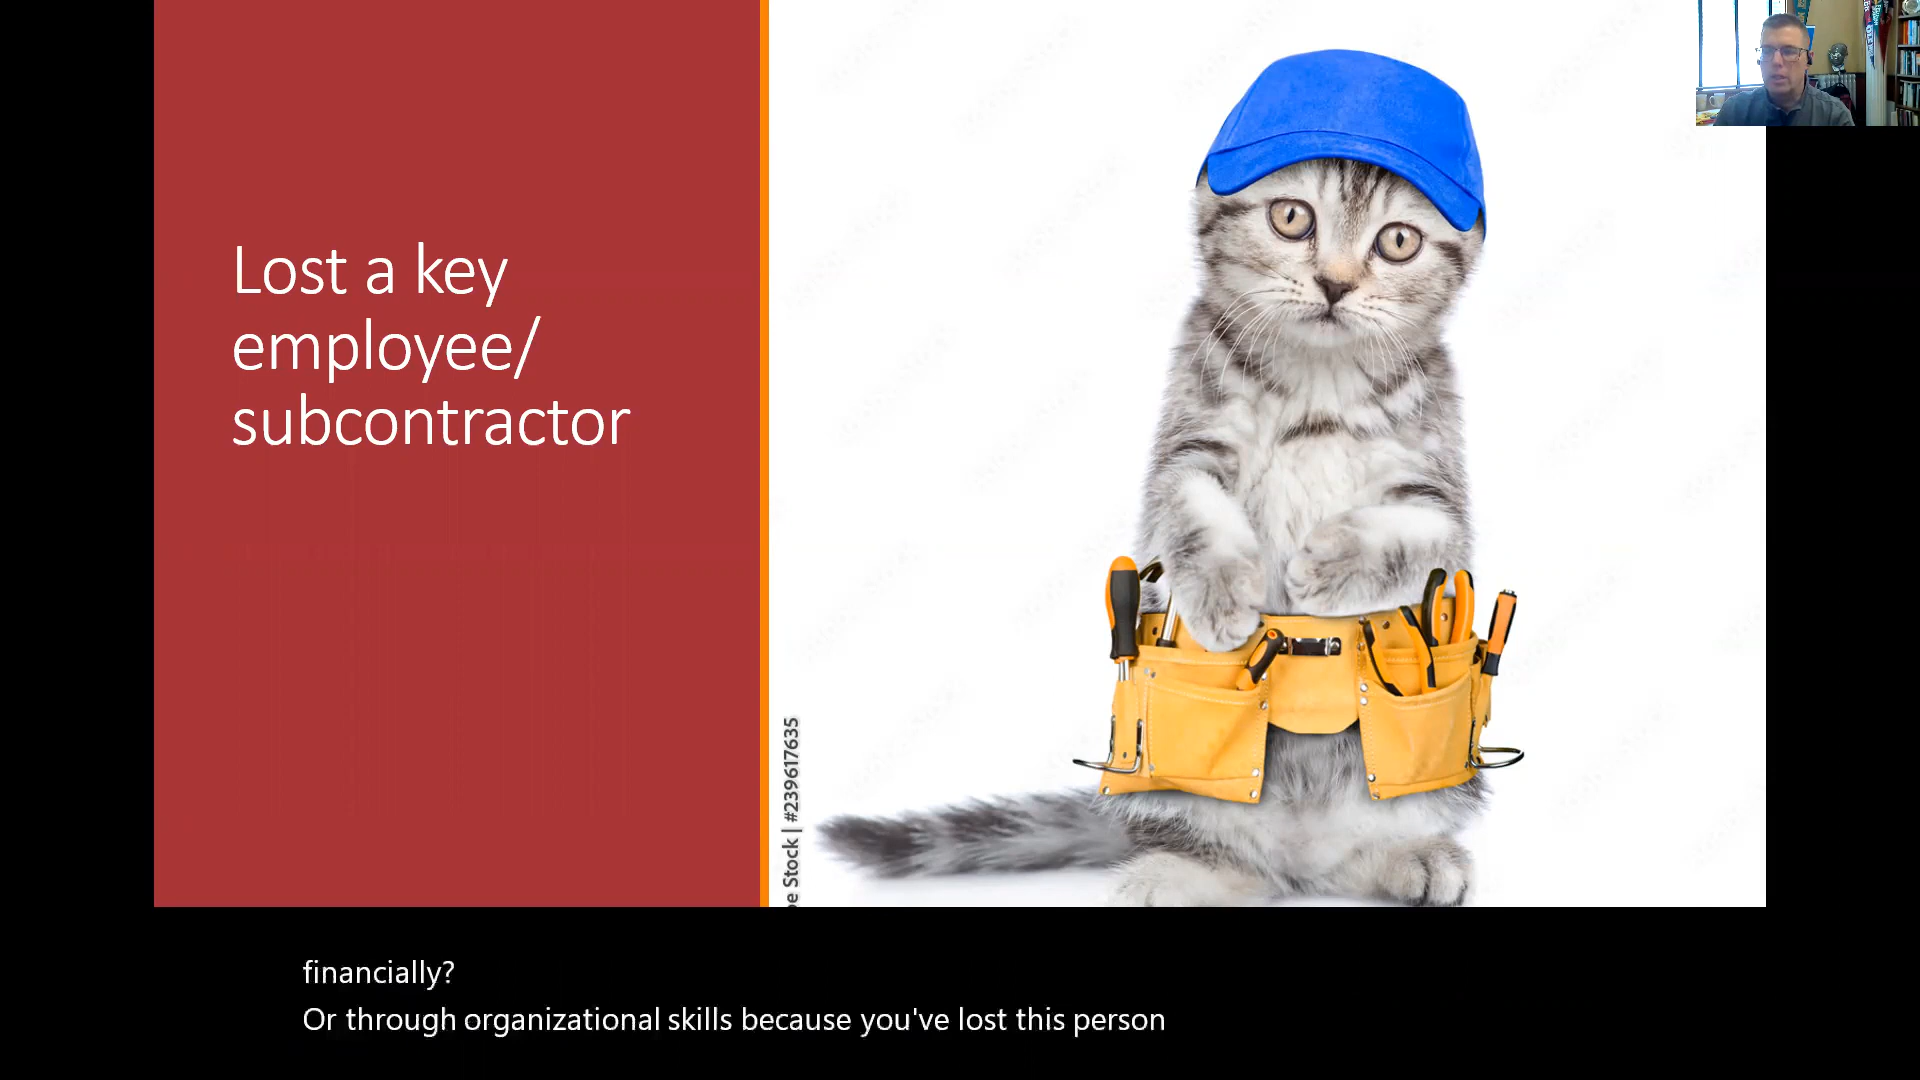 Lost a key
employee/
subcontractor
e Stock | #239617635
financially?
Or through organizational skills because you've lost this person